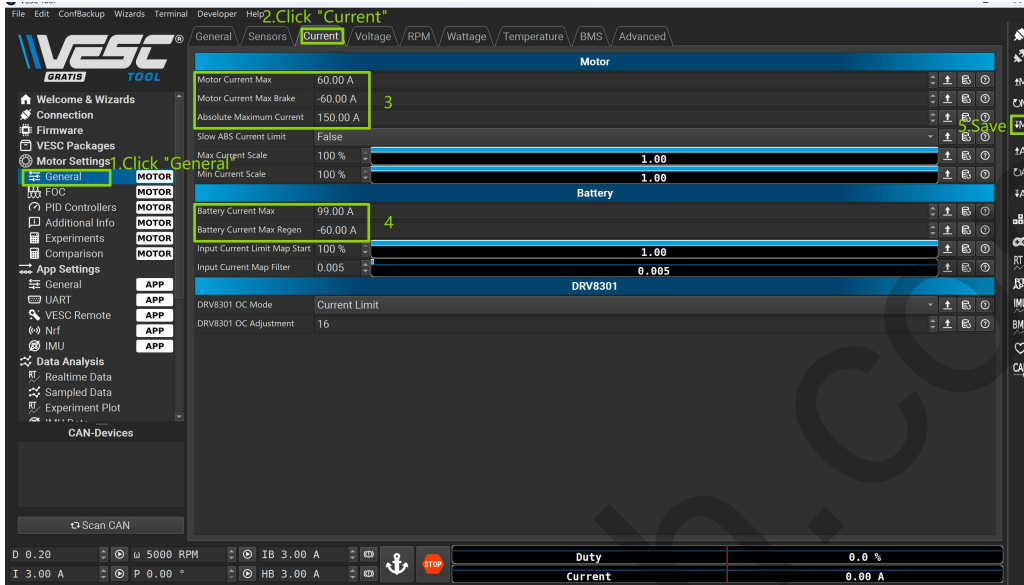 File Edit ConfBackup Wizards Terminal Developer Help
2.Click "Current"
VESC®
GRATIS TOOL
General Sensors Current Voltage RPM Wattage Temperature BMS Advanced
Welcome & Wizards
Connection
Firmware
VESC Packages
Motor Settings
1.Click "General"
General MOTOR
FOC MOTOR
PID Controllers MOTOR
Additional Info MOTOR
Experiments MOTOR
Comparison MOTOR
App Settings
General APP
UART APP
VESC Remote APP
Nrf APP
IMU APP
Data Analysis
RT Realtime Data
Sampled Data
RT Experiment Plot
CAN-Devices
Scan CAN
Motor
Motor Current Max 60.00 A
Motor Current Max Brake -60.00 A
3
Absolute Maximum Current 150.00 A
5.Save
Slow ABS Current Limit False
Max Current Scale 100 % 1.00
Min Current Scale 100 % 1.00
Battery
Battery Current Max 99.00 A
4
Battery Current Max Regen -60.00 A
Input Current Limit Map Start 100 % 1.00
Input Current Map Filter 0.005 0.005
DRV8301
DRV8301 OC Mode Current Limit
DRV8301 OC Adjustment 16
D 0.20 ω 5000 RPM IB 3.00 A
I 3.00 A P 0.00 ° HB 3.00 A
STOP
Duty 0.0 %
Current 0.00 A